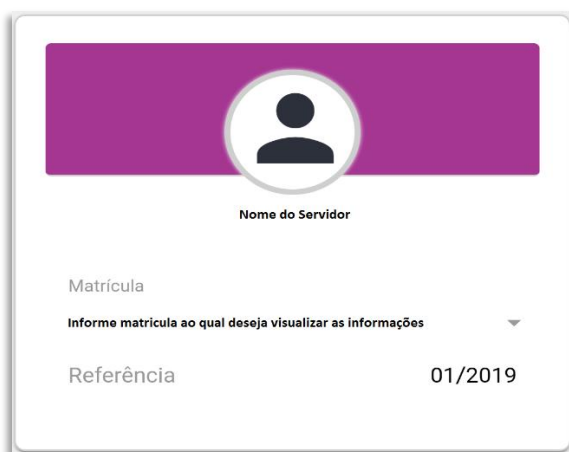 Nome do Servidor
Matrícula
Informe matricula ao qual deseja visualizar as informações
Referência 01/2019